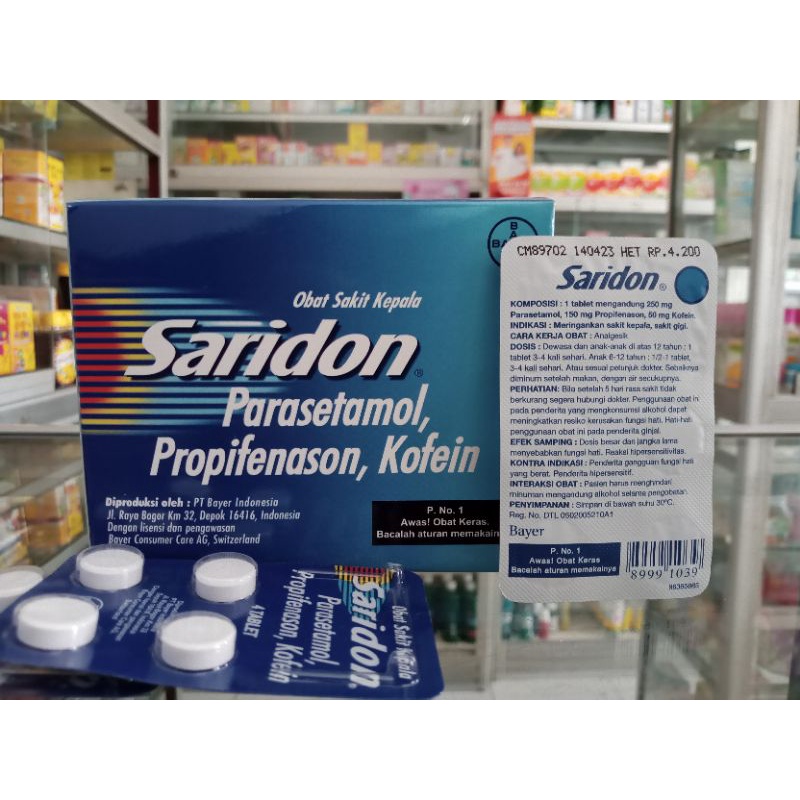 BAYER
Obat Sakit Kepala
Saridon®
Parasetamol,
Propifenason, Kofein
Diproduksi oleh : PT Bayer Indonesia
Jl. Raya Bogor Km 32, Depok 16416, Indonesia
Dengan lisensi dan pengawasan
Bayer Consumer Care AG, Switzerland
P. No. 1
Awas! Obat Keras.
Bacalah aturan memakain
CM89702 140423 HET RP.4.200
Saridon®
KOMPOSISI : 1 tablet mengandung 250 mg
Parasetamol, 150 mg Propifenason, 50 mg Kofein.
INDIKASI : Meringankan sakit kepala, sakit gigi.
CARA KERJA OBAT : Analgesik
DOSIS : Dewasa dan anak-anak di atas 12 tahun : 1
tablet 3-4 kali sehari. Anak 6-12 tahun : 1/2-1 tablet,
3-4 kali sehari. Atau sesuai petunjuk dokter. Sebaiknya
diminum setelah makan, dengan air secukupnya.
PERHATIAN: Bila setelah 5 hari rasa sakit tidak
berkurang segera hubungi dokter. Penggunaan obat ini
pada penderita yang mengkonsumsi alkohol dapat
meningkatkan resiko kerusakan fungsi hati. Hati-hati
penggunaan obat ini pada penderita ginjal.
EFEK SAMPING : Dosis besar dan jangka lama
menyebabkan fungsi hati. Reaksi hipersensitivitas.
KONTRA INDIKASI : Penderita gangguan fungsi hati
yang berat. Penderita hipersensitif.
INTERAKSI OBAT : Pasien harus menghindari
minuman mengandung alkohol selama pengobatan.
PENYIMPANAN : Simpan di bawah suhu 30°C.
Reg. No. DTL 0502005210A1
Bayer
P. No. 1
Awas! Obat Keras
Bacalah aturan memakainya
8999 1039
Obat Sakit Kepala
Saridon®
Parasetamol,
Propifenason, Kofein
4 TABLET